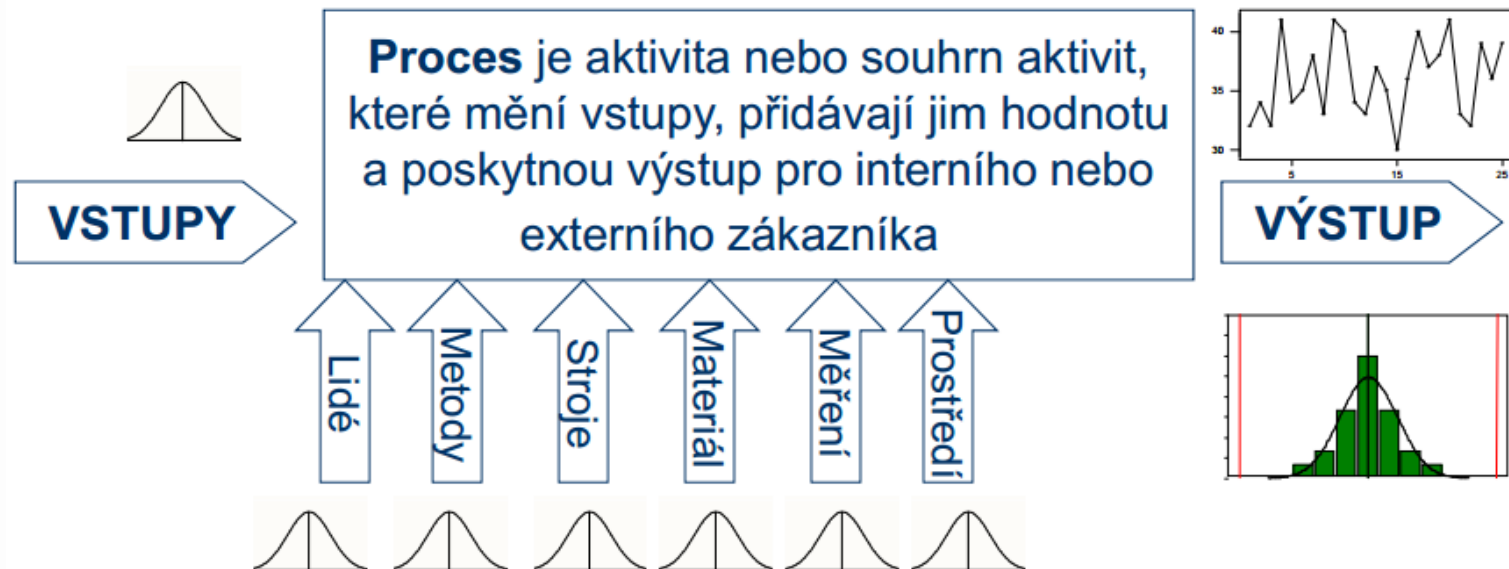 Proces je aktivita nebo souhrn aktivit,
které mění vstupy, přidávají jim hodnotu
a poskytnou výstup pro interního nebo
externího zákazníka
VSTUPY
VÝSTUP
40
35
30
5
15
25
Lidé
Metody
Stroje
Materiál
Měření
Prostředí